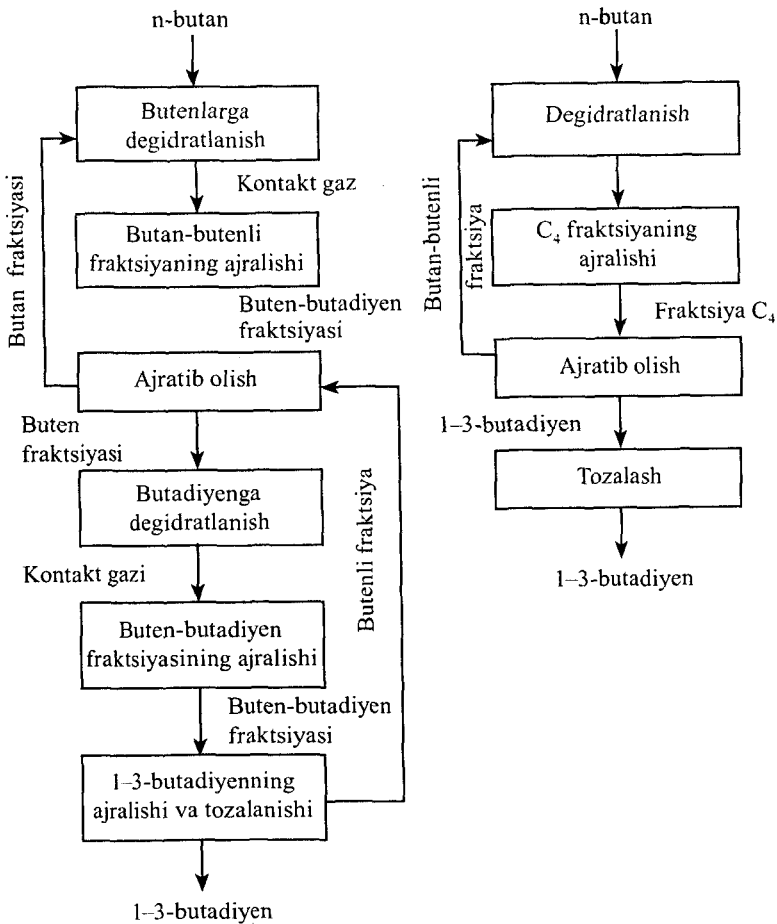 n-butan
Butenlarga
degidratlanish
Kontakt gaz
Butan-butenli
fraktsiyaning ajralishi
Buten-butadiyen
fraktsiyasi
Butan fraktsiyasi
Ajratib olish
Buten
fraktsiyasi
Butadiyenga
degidratlanish
Kontakt gazi
Buten-butadiyen
fraktsiyasining ajralishi
Butenli fraktsiya
Buten-butadiyen
fraktsiyasi
1–3-butadiyenning
ajralishi va tozalanishi
1–3-butadiyen
n-butan
Degidratlanish
Butan-butenli
fraktsiya
C₄ fraktsiyaning
ajralishi
Fraktsiya C₄
Ajratib olish
1–3-butadiyen
Tozalash
1–3-butadiyen